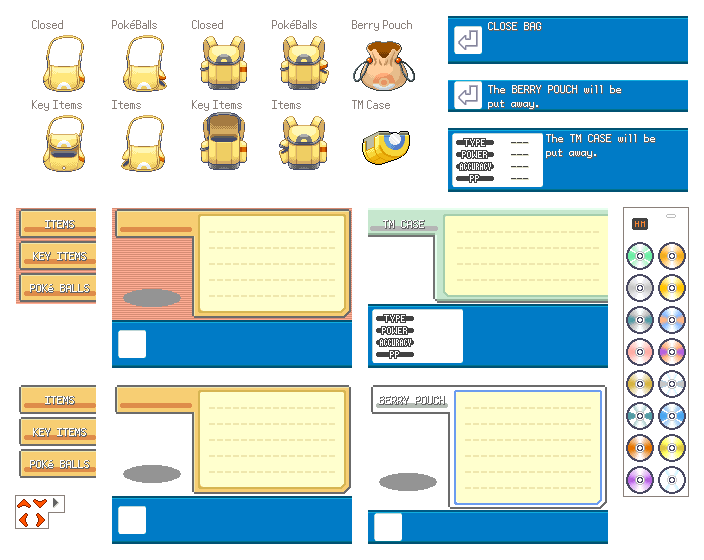 Closed
PokéBalls
Closed
PokéBalls
Berry Pouch
Key Items
Items
Key Items
Items
TM Case
CLOSE BAG
The BERRY POUCH will be
put away.
TYPE ---
POWER ---
ACCURACY ---
PP ---
The TM CASE will be
put away.
ITEMS
KEY ITEMS
POKé BALLS
TM CASE
TYPE
POWER
ACCURACY
PP
HM
ITEMS
KEY ITEMS
POKé BALLS
BERRY POUCH